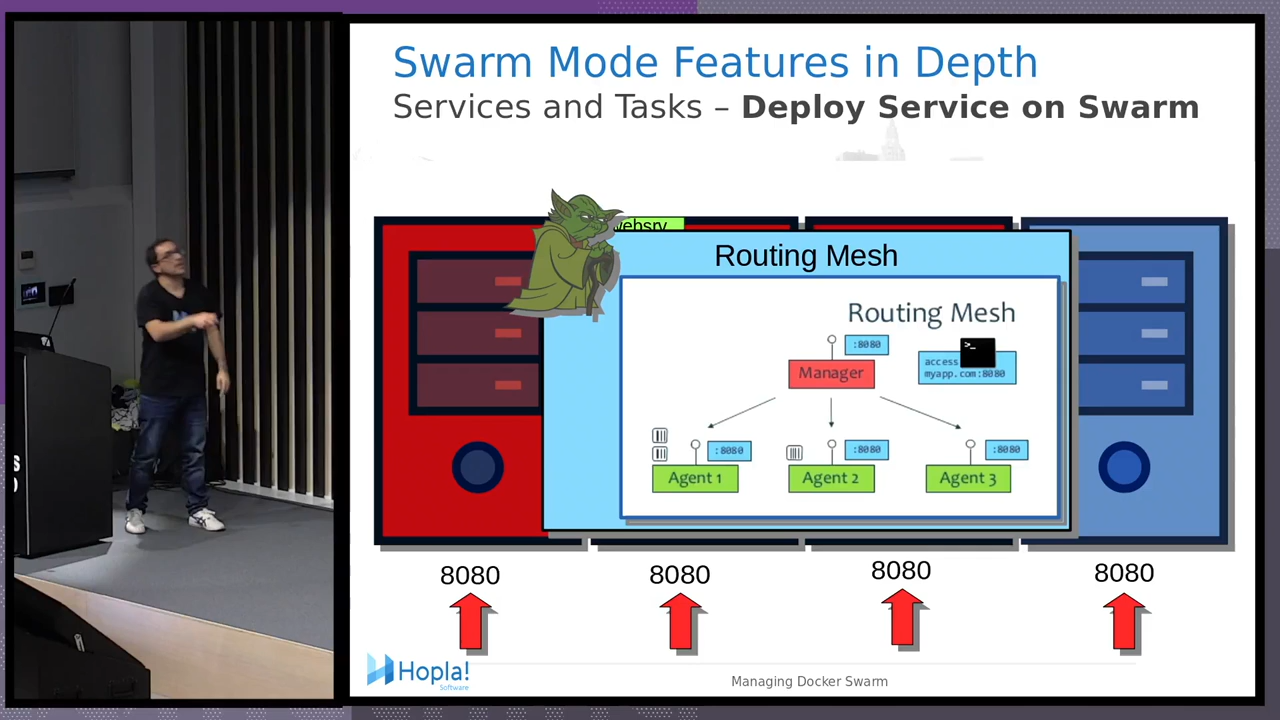 Swarm Mode Features in Depth
Services and Tasks – Deploy Service on Swarm
websrv
Routing Mesh
Routing Mesh
:8080
>_
access
Manager
myapp.com:8080
:8080
:8080
:8080
Agent 1
Agent 2
Agent 3
8080
8080
8080
8080
Hopla!
Software
Managing Docker Swarm